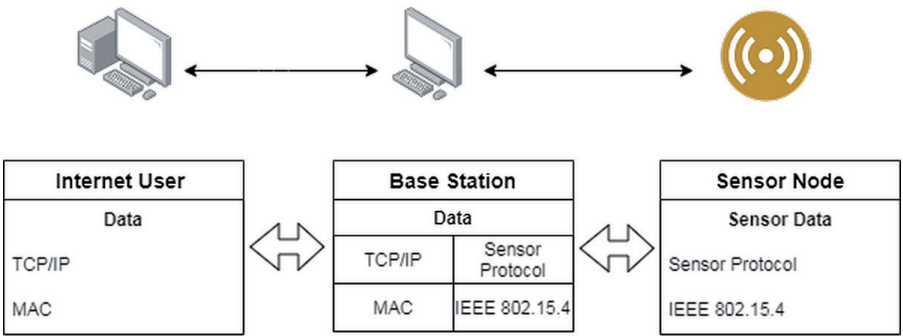 Internet User
Data
TCP/IP
MAC
Base Station
Data
TCP/IP
Sensor
Protocol
MAC
IEEE 802.15.4
Sensor Node
Sensor Data
Sensor Protocol
IEEE 802.15.4